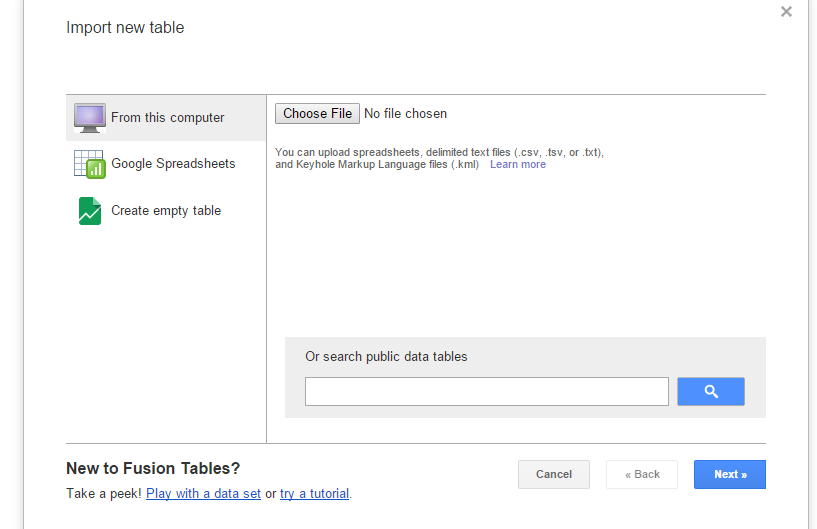 Import new table
From this computer
Google Spreadsheets
Create empty table
Choose File No file chosen
You can upload spreadsheets, delimited text files (.csv, .tsv, or .txt),
and Keyhole Markup Language files (.kml) Learn more
Or search public data tables
New to Fusion Tables?
Take a peek! Play with a data set or try a tutorial.
Cancel
« Back
Next »